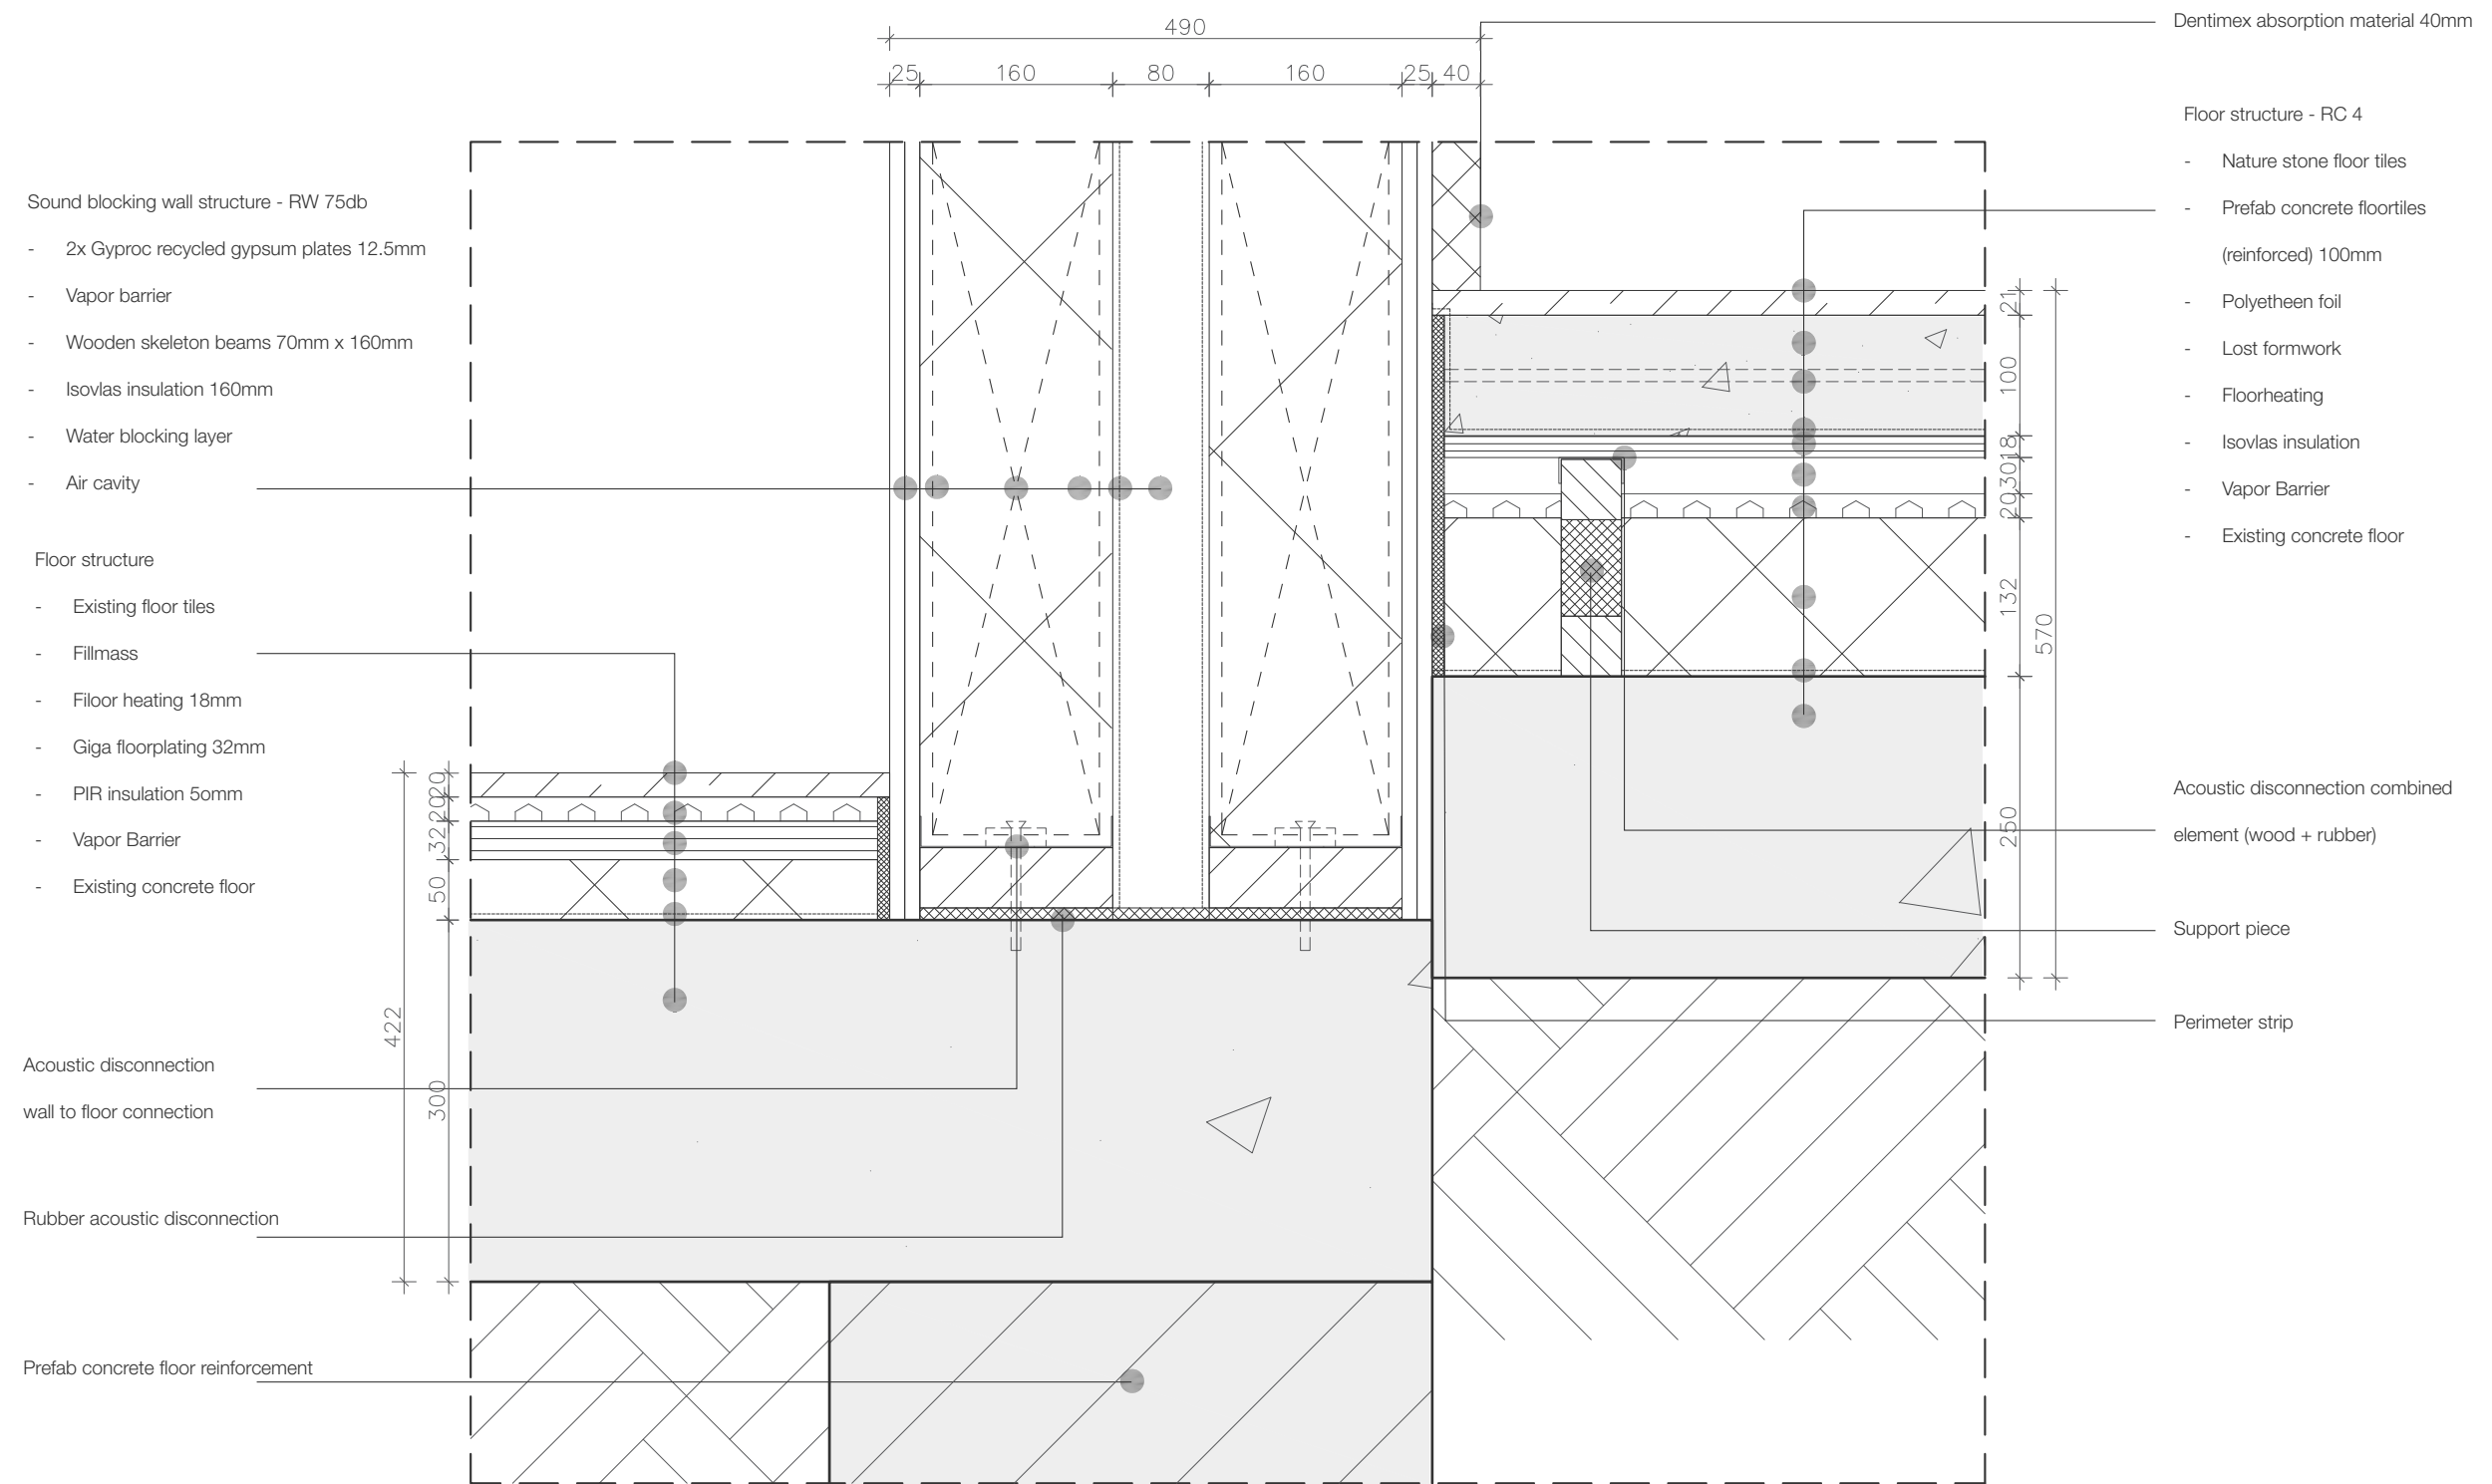 490
25 160 80 160 25 40
Dentimex absorption material 40mm
Sound blocking wall structure - RW 75db
- 2x Gyproc recycled gypsum plates 12.5mm
- Vapor barrier
- Wooden skeleton beams 70mm x 160mm
- Isovlas insulation 160mm
- Water blocking layer
- Air cavity
Floor structure
- Existing floor tiles
- Fillmass
- Filoor heating 18mm
- Giga floorplating 32mm
- PIR insulation 5omm
- Vapor Barrier
- Existing concrete floor
20
20
32
50
422
300
Acoustic disconnection
wall to floor connection
Rubber acoustic disconnection
Prefab concrete floor reinforcement
Floor structure - RC 4
- Nature stone floor tiles
- Prefab concrete floortiles
(reinforced) 100mm
- Polyetheen foil
- Lost formwork
- Floorheating
- Isovlas insulation
- Vapor Barrier
- Existing concrete floor
21
100
18
30
20
132
570
250
Acoustic disconnection combined
element (wood + rubber)
Support piece
Perimeter strip